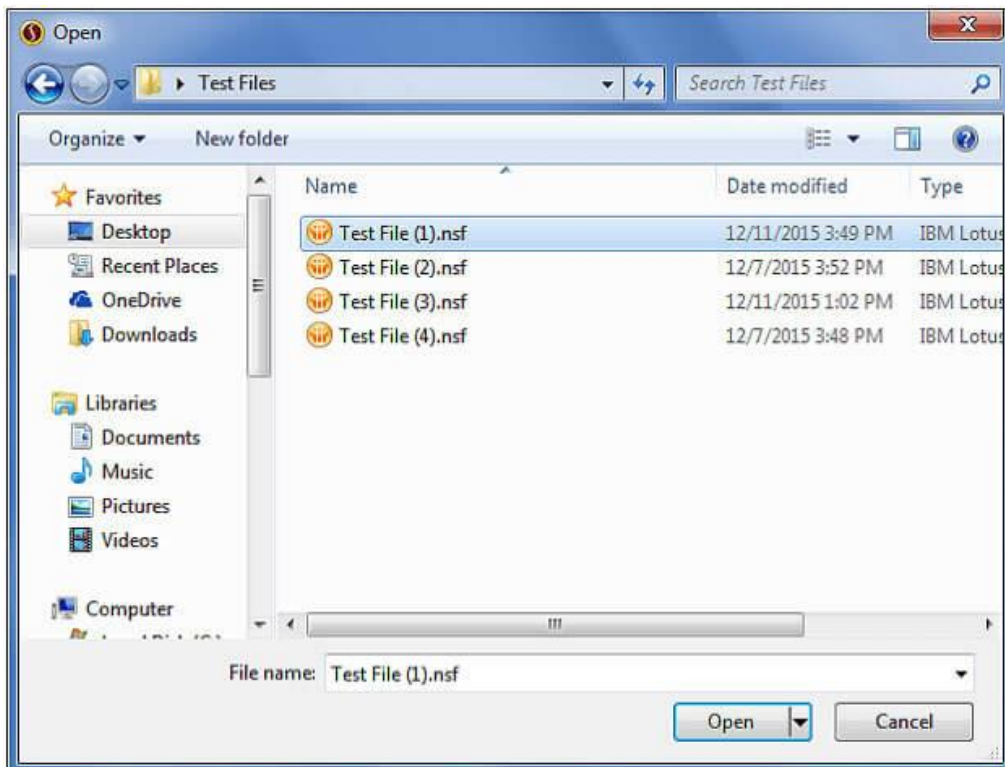 Open
Test Files
Search Test Files
Organize
New folder
Name
Date modified
Type
Favorites
Desktop
Recent Places
OneDrive
Downloads
Libraries
Documents
Music
Pictures
Videos
Computer
Test File (1).nsf 12/11/2015 3:49 PM IBM Lotus
Test File (2).nsf 12/7/2015 3:52 PM IBM Lotus
Test File (3).nsf 12/11/2015 1:02 PM IBM Lotus
Test File (4).nsf 12/7/2015 3:48 PM IBM Lotus
File name: Test File (1).nsf
Open
Cancel